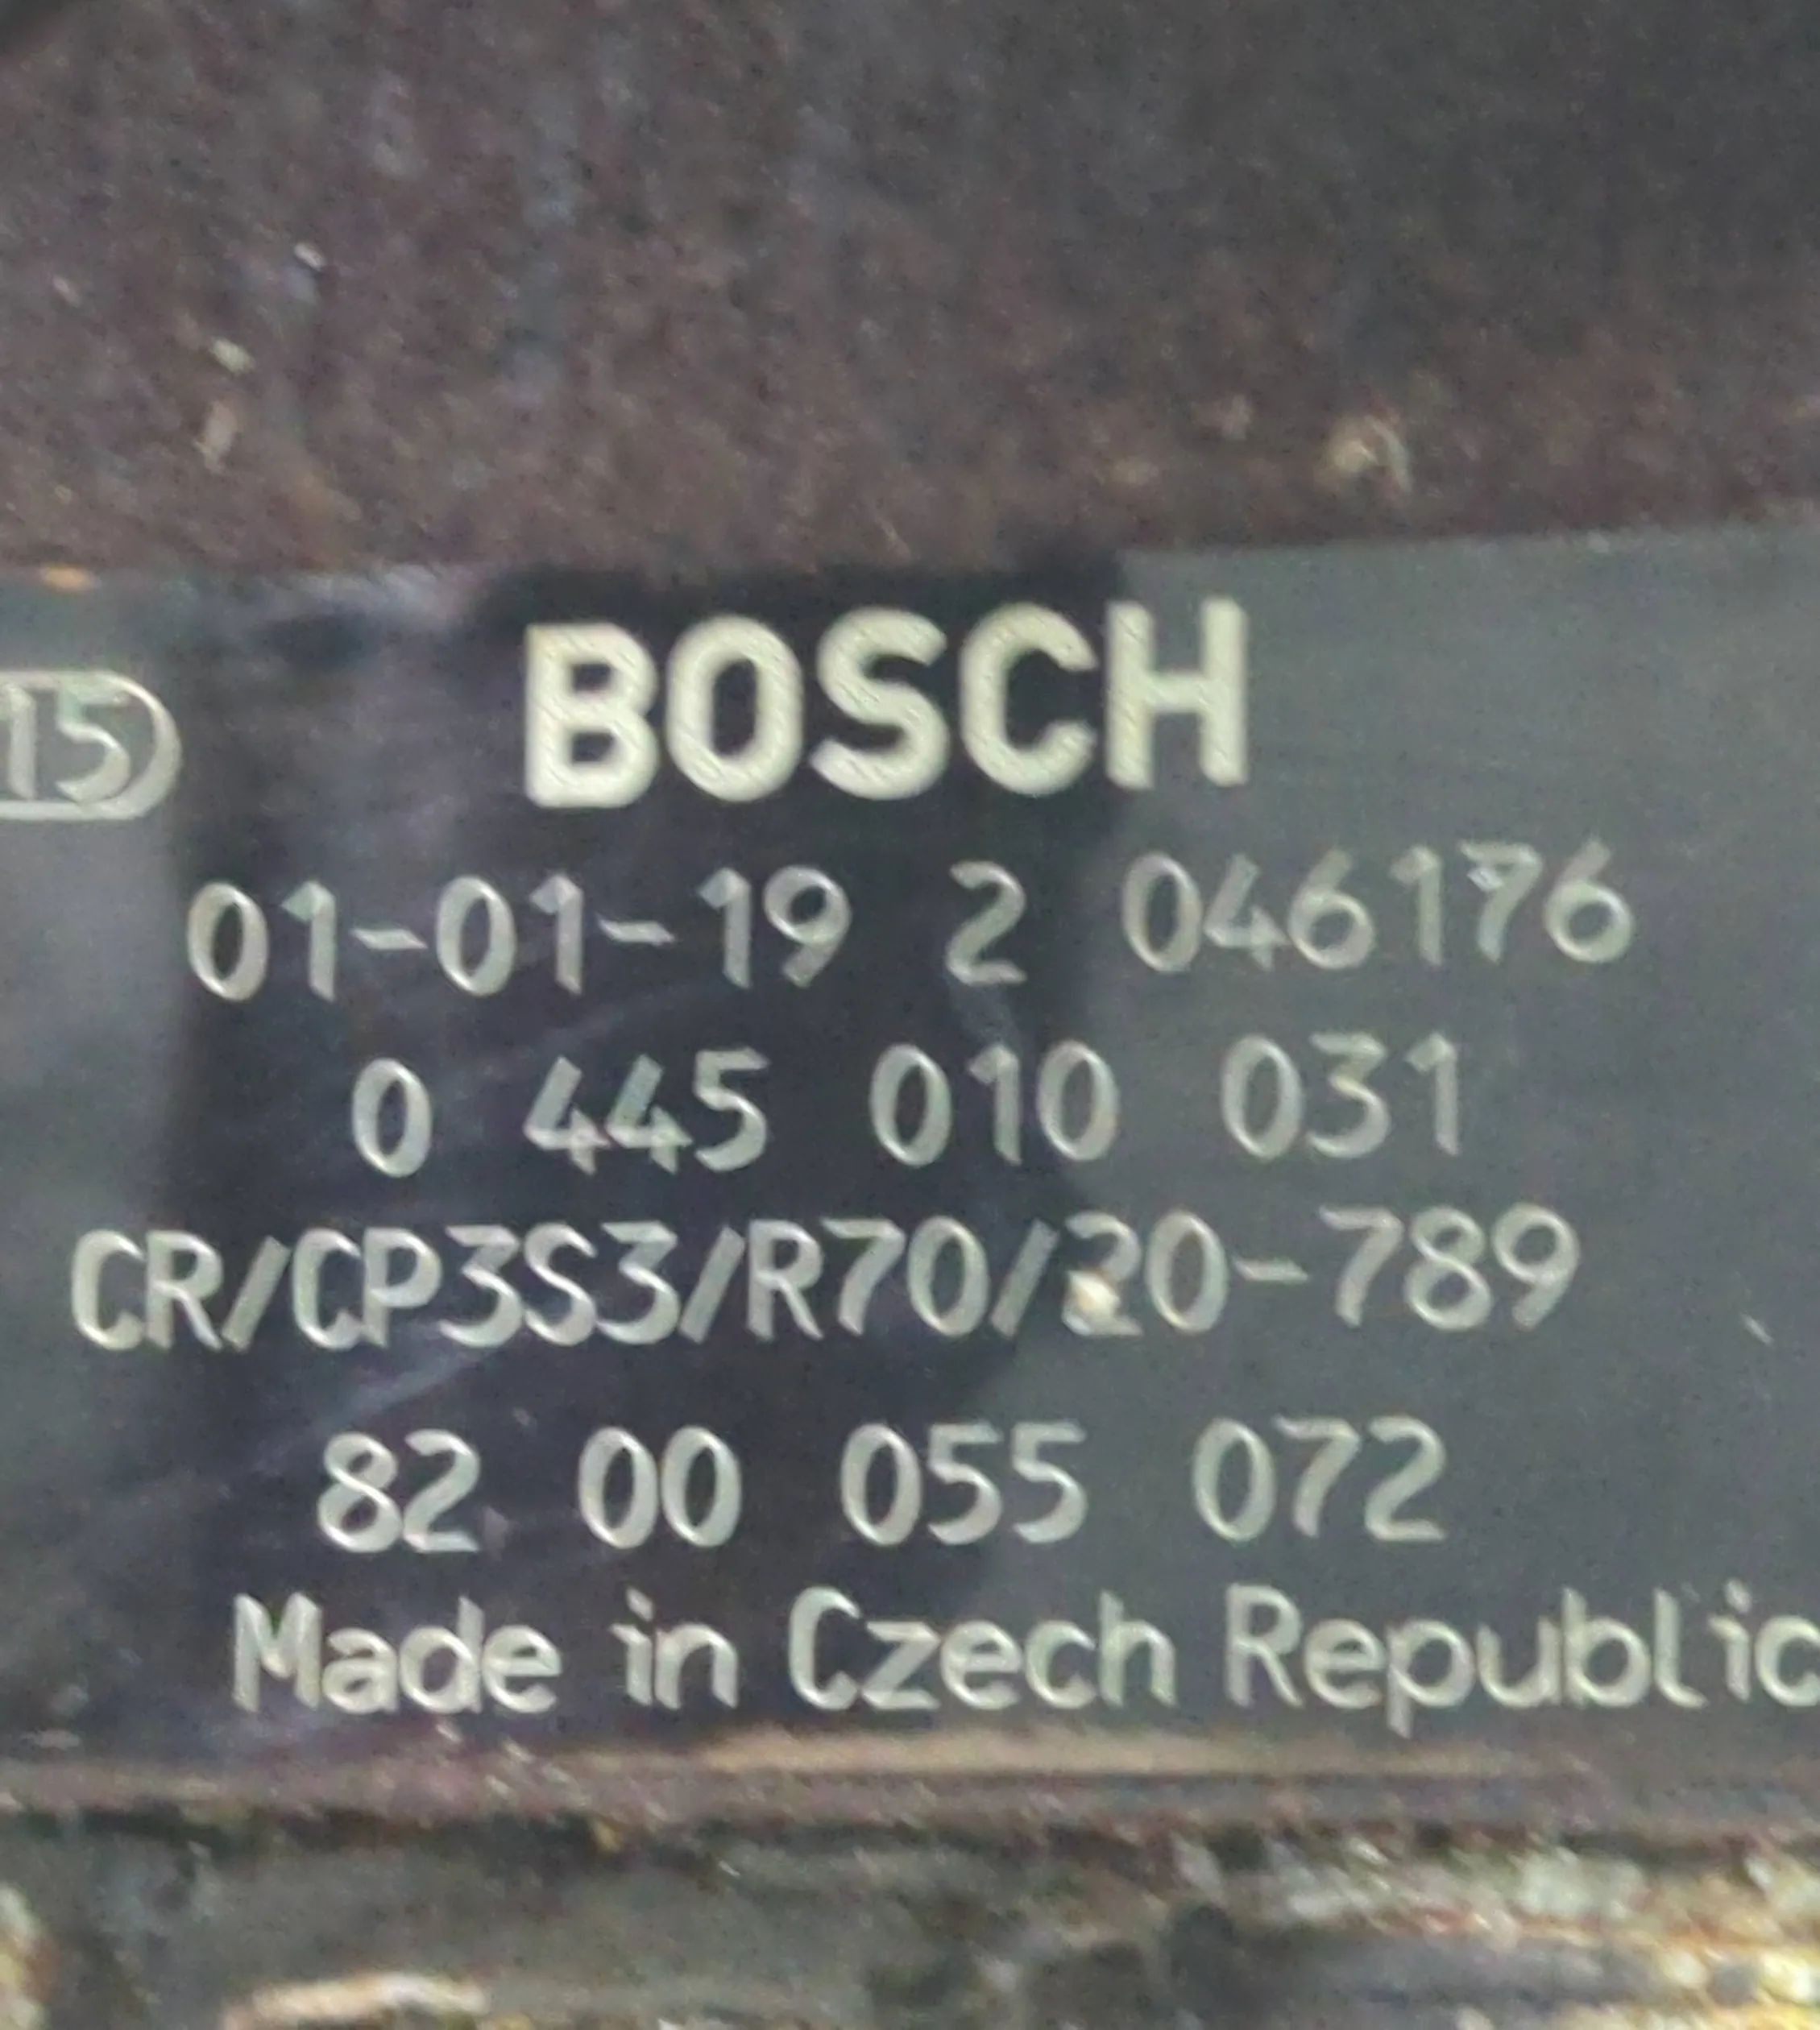 BOSCH
15
01-01-19 2 046176
0 445 010 031
CR/CP3S3/R70/20-789
82 00 055 072
Made in Czech Republic